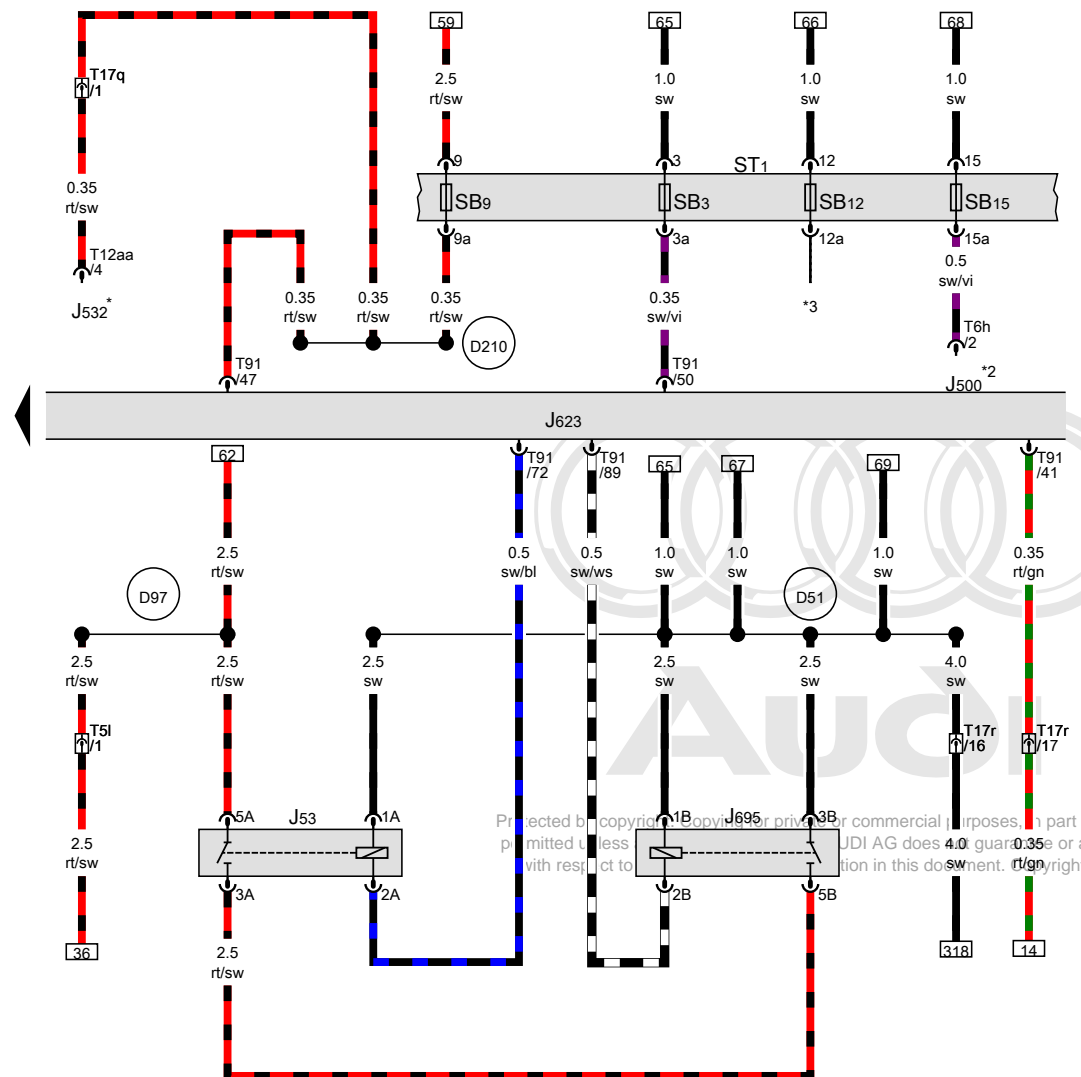 59
65
66
68
T17q
/1
2.5
rt/sw
1.0
sw
1.0
sw
1.0
sw
9
3
12
15
ST1
0.35
rt/sw
SB9
SB3
SB12
SB15
9a
3a
12a
15a
T12aa
/4
J532*
0.35
rt/sw
0.35
rt/sw
0.35
rt/sw
0.35
sw/vi
*3
0.5
sw/vi
D210
T6h
/2
T91
/47
T91
/50
J500*2
J623
62
T91
/72
T91
/89
65
67
69
T91
/41
2.5
rt/sw
0.5
sw/bl
0.5
sw/ws
1.0
sw
1.0
sw
1.0
sw
0.35
rt/gn
D97
D51
2.5
rt/sw
2.5
rt/sw
2.5
sw
2.5
sw
2.5
sw
4.0
sw
Audi
T5l
/1
T17r
/16
T17r
/17
5A
J53
1A
1B
J695
3B
Protected by copyright. Copying for private or commercial purposes, in part
permitted unless UDI AG does not guarantee or a
with respect to tion in this document. Copyrigh
2.5
rt/sw
4.0
sw
0.35
rt/gn
3A
2A
2B
5B
36
2.5
rt/sw
318
14